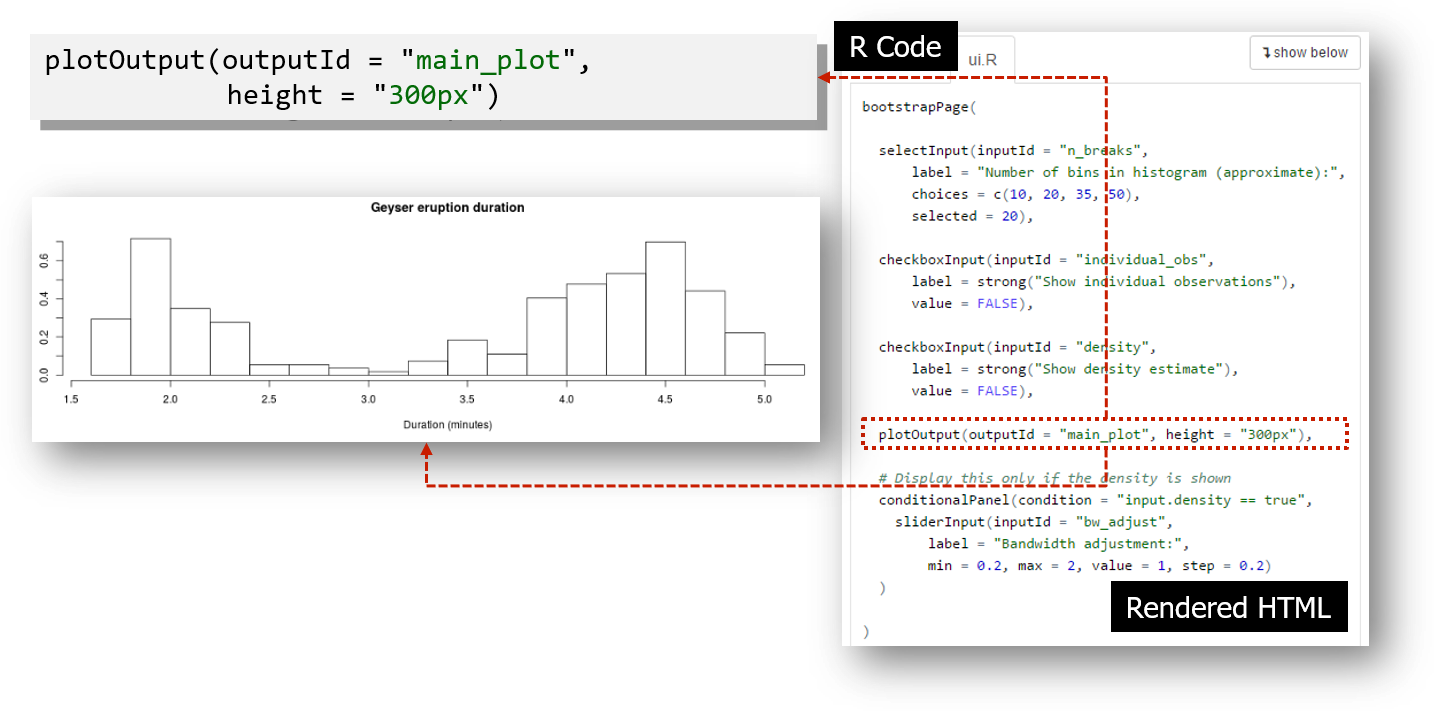 plotOutput(outputId = "main_plot",
height = "300px")
Geyser eruption duration
0.0
0.2
0.4
0.6
1.5 2.0 2.5 3.0 3.5 4.0 4.5 5.0
Duration (minutes)
R Code
ui.R
↴show below
bootstrapPage(
selectInput(inputId = "n_breaks",
label = "Number of bins in histogram (approximate):",
choices = c(10, 20, 35, 50),
selected = 20),
checkboxInput(inputId = "individual_obs",
label = strong("Show individual observations"),
value = FALSE),
checkboxInput(inputId = "density",
label = strong("Show density estimate"),
value = FALSE),
plotOutput(outputId = "main_plot", height = "300px"),
# Display this only if the density is shown
conditionalPanel(condition = "input.density == true",
sliderInput(inputId = "bw_adjust",
label = "Bandwidth adjustment:",
min = 0.2, max = 2, value = 1, step = 0.2)
)
)
Rendered HTML